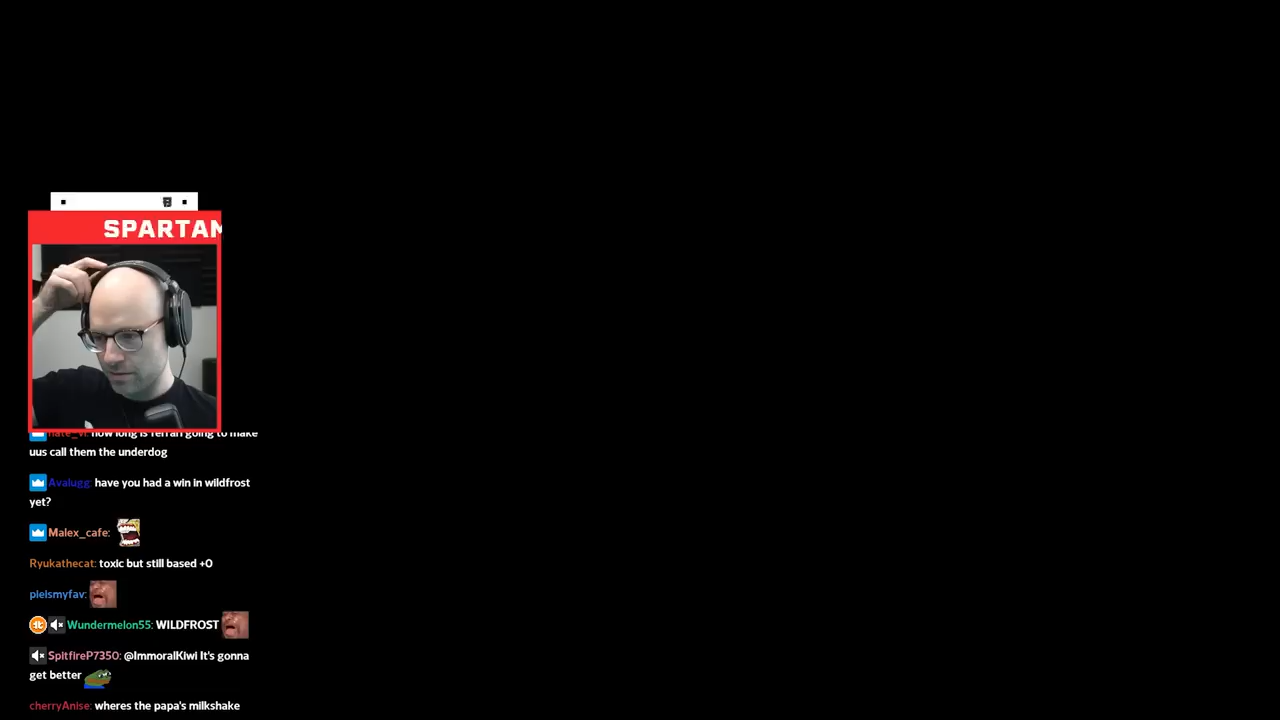 SPARTAN
nate_vf: how long is ferrari going to make
uus call them the underdog
Avalugg: have you had a win in wildfrost
yet?
Malex_cafe:
Ryukathecat: toxic but still based +0
pieismyfav:
Wundermelon55: WILDFROST
SpitfireP7350: @ImmoralKiwi It's gonna
get better
cherryAnise: wheres the papa's milkshake